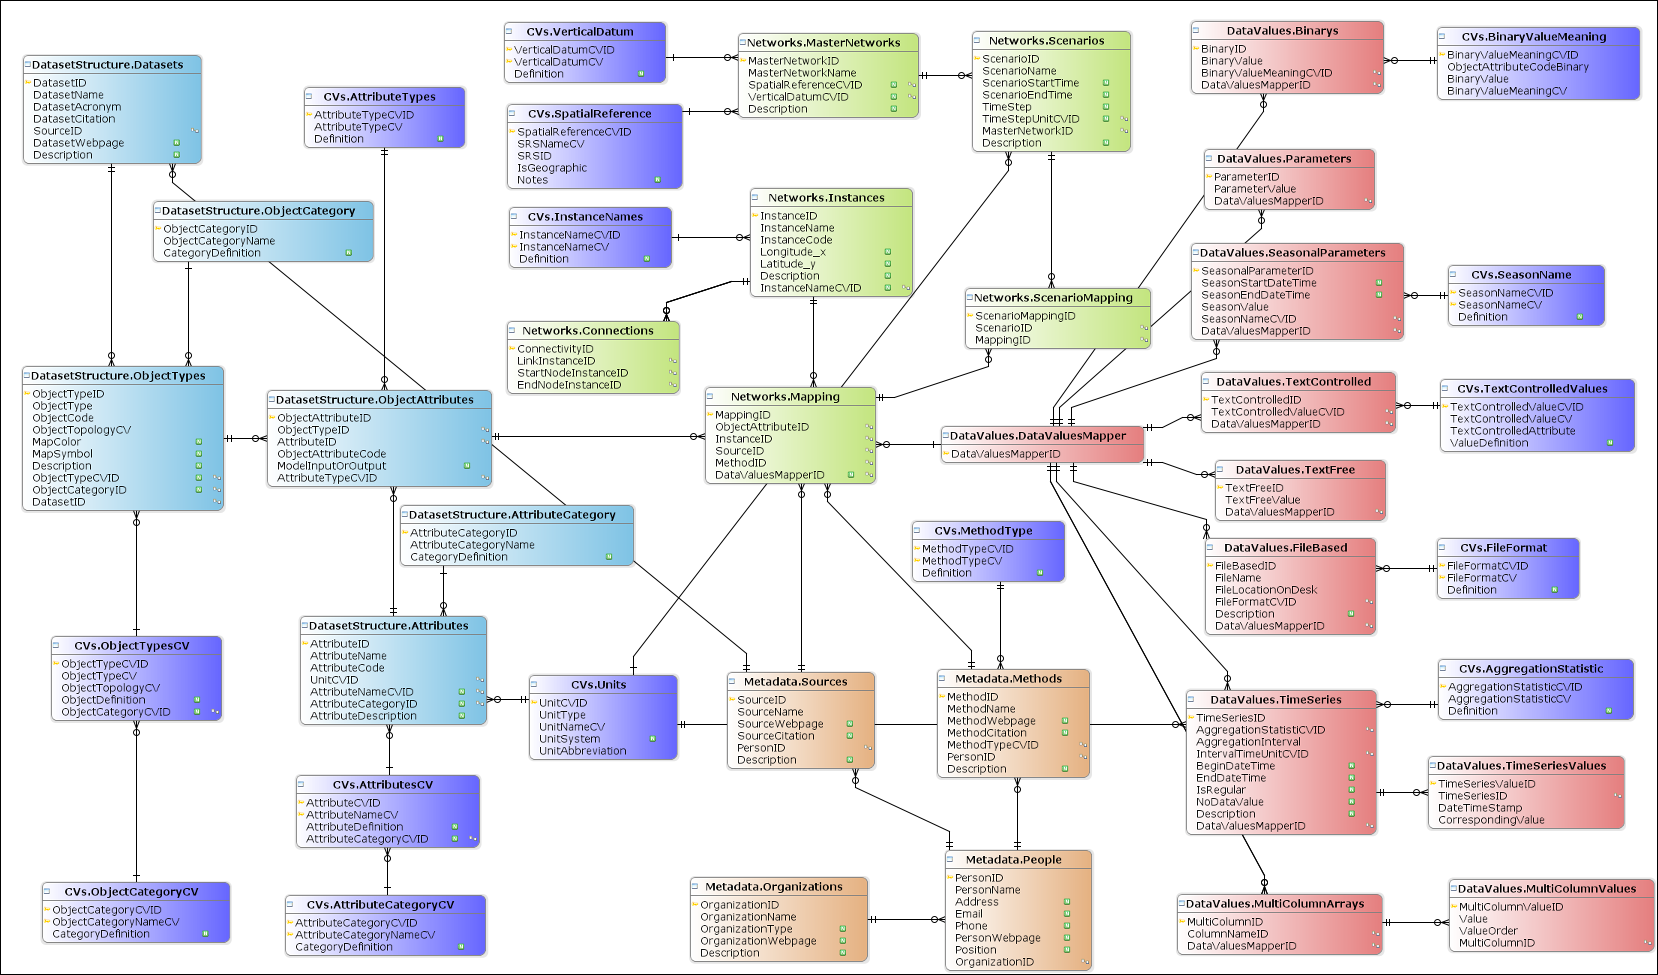 DatasetStructure.Datasets
DatasetID
DatasetName
DatasetAcronym
DatasetCitation
SourceID
DatasetWebpage
Description
CVs.AttributeTypes
AttributeTypeCVID
AttributeTypeCV
Definition
CVs.VerticalDatum
VerticalDatumCVID
VerticalDatumCV
Definition
CVs.SpatialReference
SpatialReferenceCVID
SRSNameCV
SRSID
IsGeographic
Notes
Networks.MasterNetworks
MasterNetworkID
MasterNetworkName
SpatialReferenceCVID
VerticalDatumCVID
Description
Networks.Scenarios
ScenarioID
ScenarioName
ScenarioStartTime
ScenarioEndTime
TimeStep
TimeStepUnitCVID
MasterNetworkID
Description
DataValues.Binarys
BinaryID
BinaryValue
BinaryValueMeaningCVID
DataValuesMapperID
CVs.BinaryValueMeaning
BinaryValueMeaningCVID
ObjectAttributeCodeBinary
BinaryValue
BinaryValueMeaningCV
DataValues.Parameters
ParameterID
ParameterValue
DataValuesMapperID
DatasetStructure.ObjectCategory
ObjectCategoryID
ObjectCategoryName
CategoryDefinition
CVs.InstanceNames
InstanceNameCVID
InstanceNameCV
Definition
Networks.Instances
InstanceID
InstanceName
InstanceCode
Longitude_x
Latitude_y
Description
InstanceNameCVID
DataValues.SeasonalParameters
SeasonalParameterID
SeasonStartDateTime
SeasonEndDateTime
SeasonValue
SeasonNameCVID
DataValuesMapperID
CVs.SeasonName
SeasonNameCVID
SeasonNameCV
Definition
Networks.ScenarioMapping
ScenarioMappingID
ScenarioID
MappingID
Networks.Connections
ConnectivityID
LinkInstanceID
StartNodeInstanceID
EndNodeInstanceID
DatasetStructure.ObjectTypes
ObjectTypeID
ObjectType
ObjectCode
ObjectTopologyCV
MapColor
MapSymbol
Description
ObjectTypeCVID
ObjectCategoryID
DatasetID
DatasetStructure.ObjectAttributes
ObjectAttributeID
ObjectTypeID
AttributeID
ObjectAttributeCode
ModelInputOrOutput
AttributeTypeCVID
Networks.Mapping
MappingID
ObjectAttributeID
InstanceID
SourceID
MethodID
DataValuesMapperID
DataValues.DataValuesMapper
DataValuesMapperID
DataValues.TextControlled
TextControlledID
TextControlledValueCVID
DataValuesMapperID
CVs.TextControlledValues
TextControlledValueCVID
TextControlledValueCV
TextControlledAttribute
ValueDefinition
DataValues.TextFree
TextFreeID
TextFreeValue
DataValuesMapperID
DatasetStructure.AttributeCategory
AttributeCategoryID
AttributeCategoryName
CategoryDefinition
CVs.MethodType
MethodTypeCVID
MethodTypeCV
Definition
DataValues.FileBased
FileBasedID
FileName
FileLocationOnDesk
FileFormatCVID
Description
DataValuesMapperID
CVs.FileFormat
FileFormatCVID
FileFormatCV
Definition
CVs.ObjectTypesCV
ObjectTypeCVID
ObjectTypeCV
ObjectTopologyCV
ObjectDefinition
ObjectCategoryCVID
DatasetStructure.Attributes
AttributeID
AttributeName
AttributeCode
UnitCVID
AttributeNameCVID
AttributeCategoryID
AttributeDescription
CVs.Units
UnitCVID
UnitType
UnitNameCV
UnitSystem
UnitAbbreviation
Metadata.Sources
SourceID
SourceName
SourceWebpage
SourceCitation
PersonID
Description
Metadata.Methods
MethodID
MethodName
MethodWebpage
MethodCitation
MethodTypeCVID
PersonID
Description
DataValues.TimeSeries
TimeSeriesID
AggregationStatisticCVID
AggregationInterval
IntervalTimeUnitCVID
BeginDateTime
EndDateTime
IsRegular
NoDataValue
Description
DataValuesMapperID
CVs.AggregationStatistic
AggregationStatisticCVID
AggregationStatisticCV
Definition
DataValues.TimeSeriesValues
TimeSeriesValueID
TimeSeriesID
DateTimeStamp
CorrespondingValue
CVs.AttributesCV
AttributeCVID
AttributeNameCV
AttributeDefinition
AttributeCategoryCVID
CVs.ObjectCategoryCV
ObjectCategoryCVID
ObjectCategoryNameCV
CategoryDefinition
CVs.AttributeCategoryCV
AttributeCategoryCVID
AttributeCategoryNameCV
CategoryDefinition
Metadata.Organizations
OrganizationID
OrganizationName
OrganizationType
OrganizationWebpage
Description
Metadata.People
PersonID
PersonName
Address
Email
Phone
PersonWebpage
Position
OrganizationID
DataValues.MultiColumnArrays
MultiColumnID
ColumnNameID
DataValuesMapperID
DataValues.MultiColumnValues
MultiColumnValueID
Value
ValueOrder
MultiColumnID